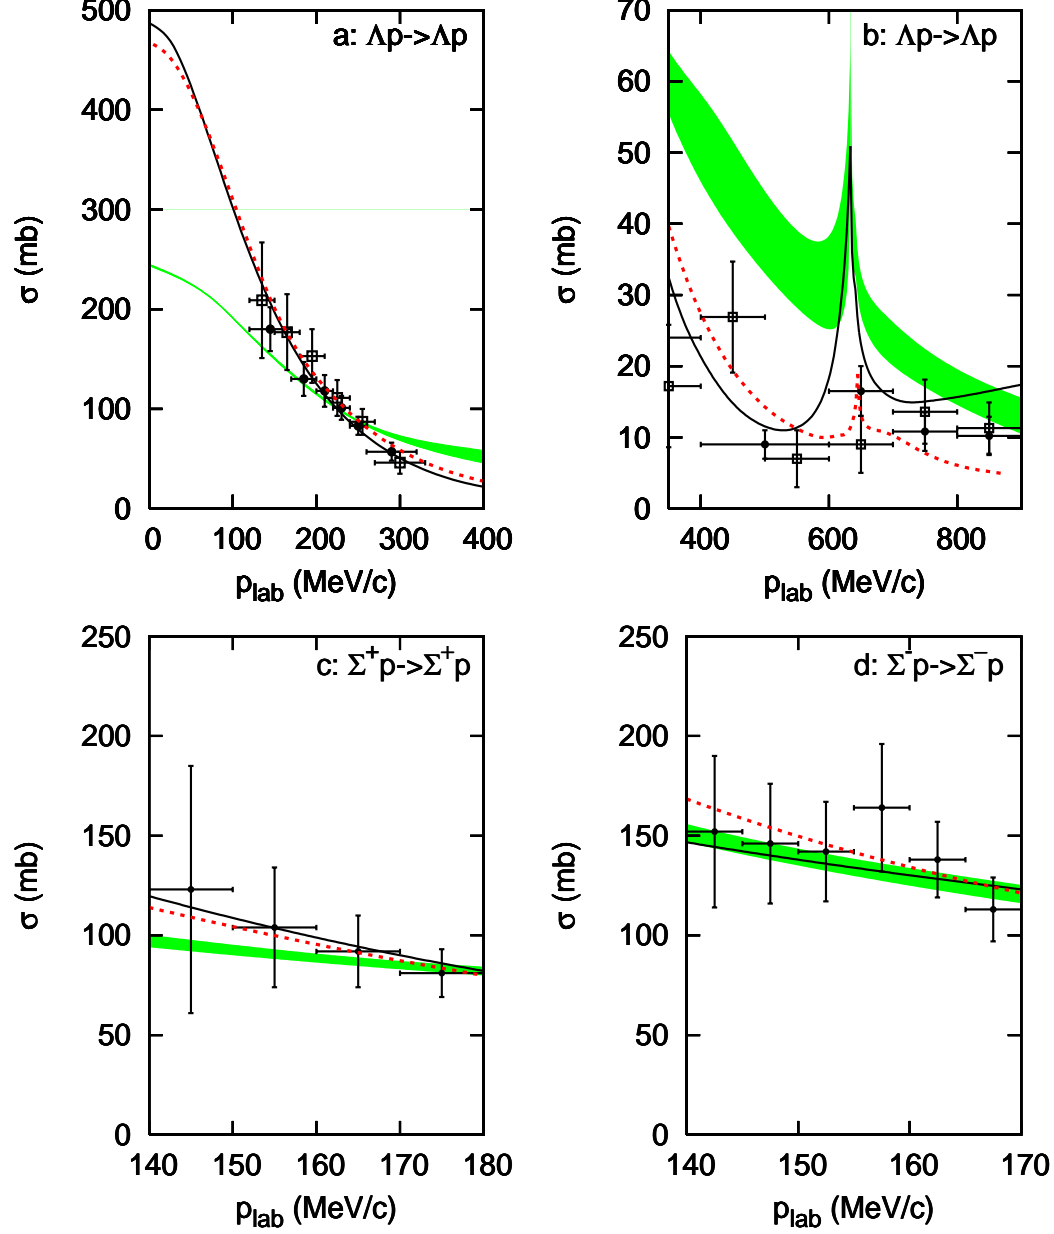 a: Λp->Λp
500
400
300
200
100
0
σ (mb)
0 100 200 300 400
p_lab (MeV/c)
b: Λp->Λp
70
60
50
40
30
20
10
0
σ (mb)
400 600 800
p_lab (MeV/c)
c: Σ⁺p->Σ⁺p
250
200
150
100
50
0
σ (mb)
140 150 160 170 180
p_lab (MeV/c)
d: Σ⁻p->Σ⁻p
250
200
150
100
50
0
σ (mb)
140 150 160 170
p_lab (MeV/c)